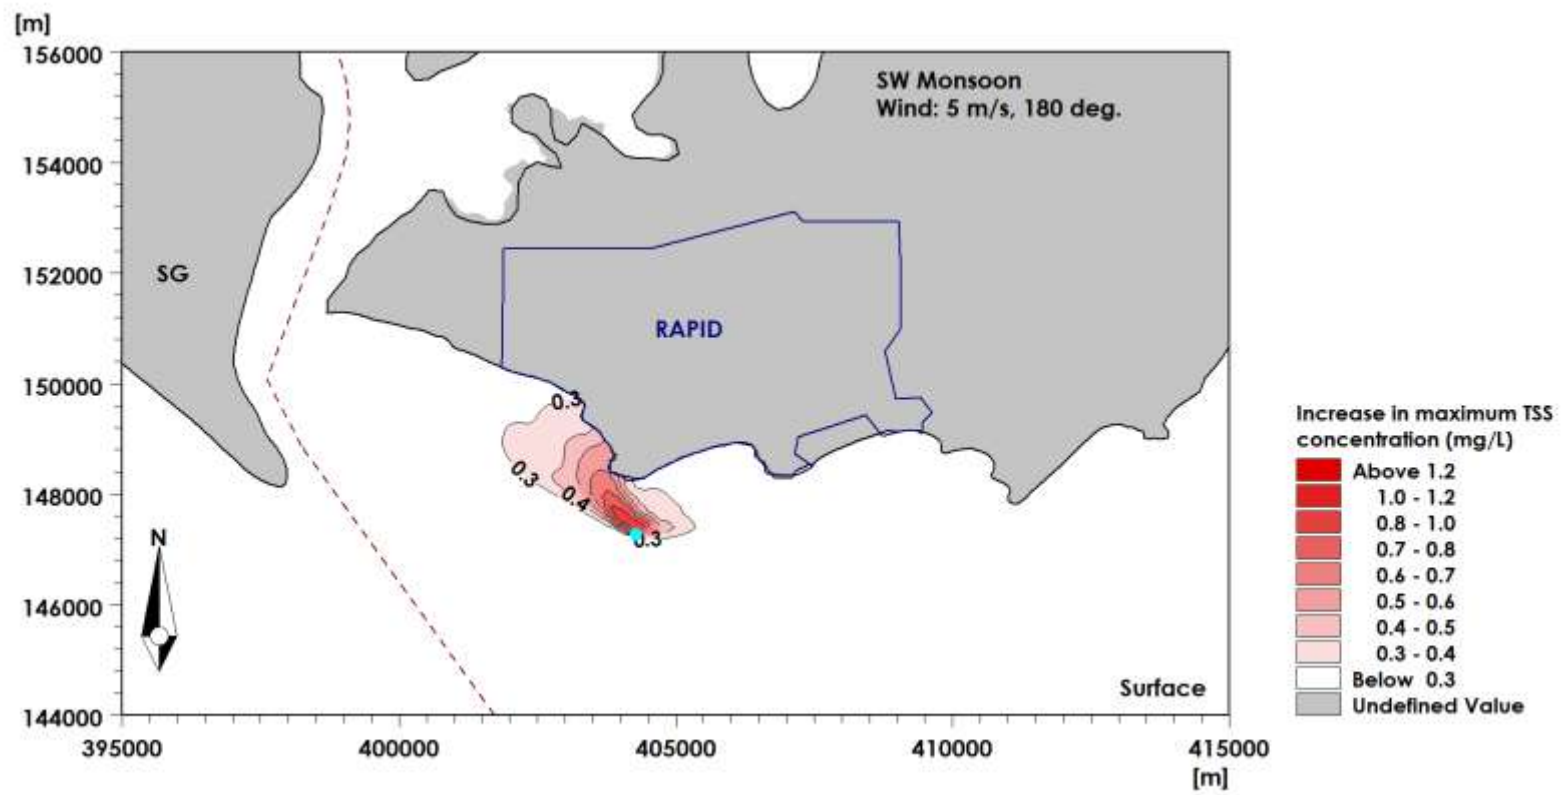 [m]
156000
154000
152000
150000
148000
146000
144000
395000
400000
405000
410000
415000
[m]
SW Monsoon
Wind: 5 m/s, 180 deg.
SG
RAPID
0.3
0.3
0.4
0.3
N
Surface
Increase in maximum TSS
concentration (mg/L)
Above 1.2
1.0 - 1.2
0.8 - 1.0
0.7 - 0.8
0.6 - 0.7
0.5 - 0.6
0.4 - 0.5
0.3 - 0.4
Below 0.3
Undefined Value